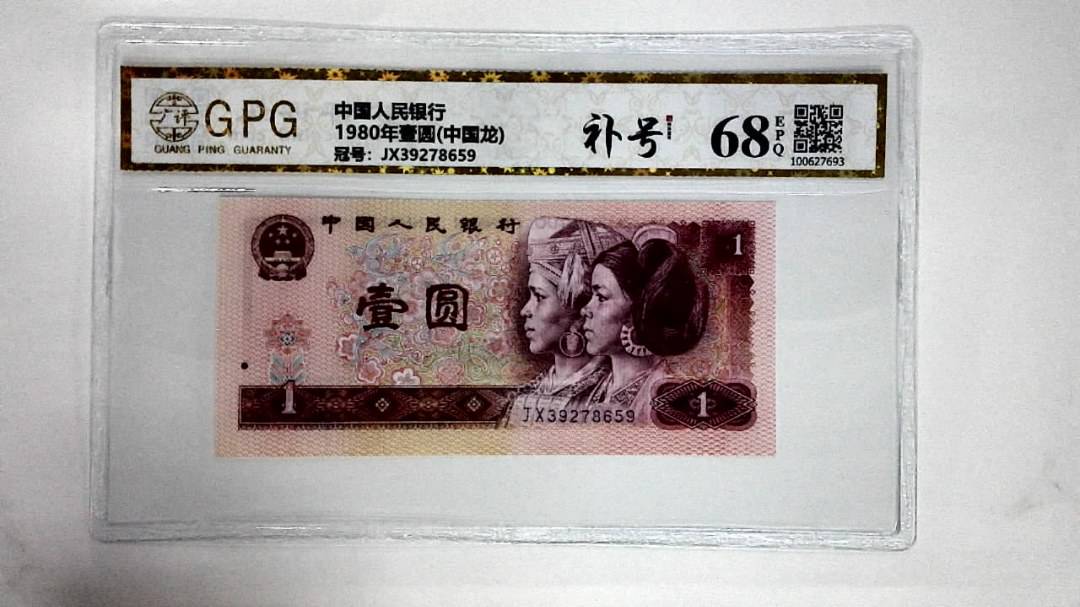 GPG
GUANG PING GUARANTY
中国人民银行
1980年壹圆(中国龙)
冠号：JX39278659
补号
68
EPQ
100627693
中国人民银行
1
壹圆
1
JX39278659
1